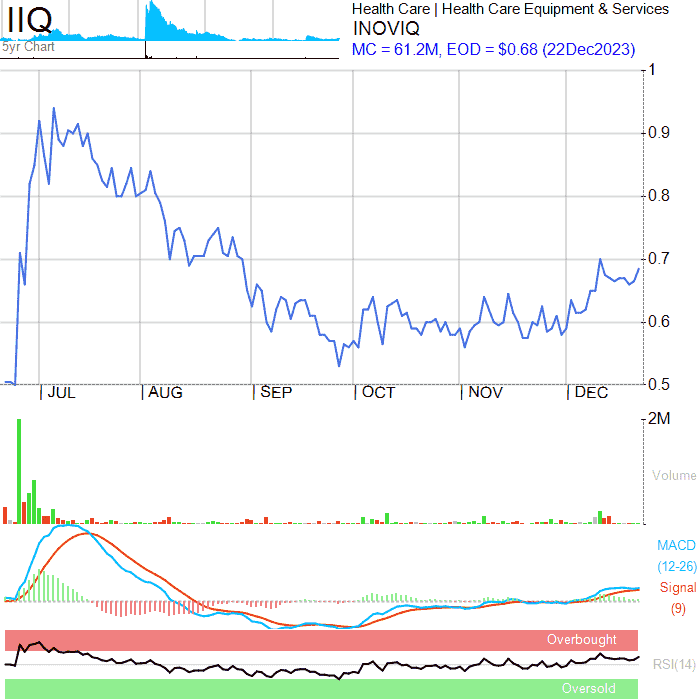 IIQ
5yr Chart
Health Care | Health Care Equipment & Services
INOVIQ
MC = 61.2M, EOD = $0.68 (22Dec2023)
1
0.9
0.8
0.7
0.6
0.5
JUL AUG SEP OCT NOV DEC
2M
Volume
MACD
(12-26)
Signal
(9)
Overbought
RSI(14)
Oversold